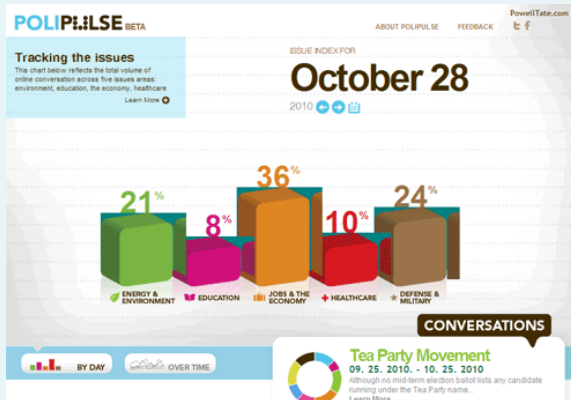 PowellTate.com
POLIPULSE BETA
ABOUT POLIPULSE FEEDBACK
Tracking the issues
This chart below reflects the total volume of
online conversation across five issues areas:
environment, education, the economy, healthcare
Learn More
ISSUE INDEX FOR
October 28
2010
21%
8%
36%
10%
24%
ENERGY &
ENVIRONMENT
EDUCATION
JOBS & THE
ECONOMY
HEALTHCARE
DEFENSE &
MILITARY
CONVERSATIONS
BY DAY
OVER TIME
Tea Party Movement
09. 25. 2010. - 10. 25. 2010
Although no mid-term election ballot lists any candidate
running under the Tea Party name...
Learn More